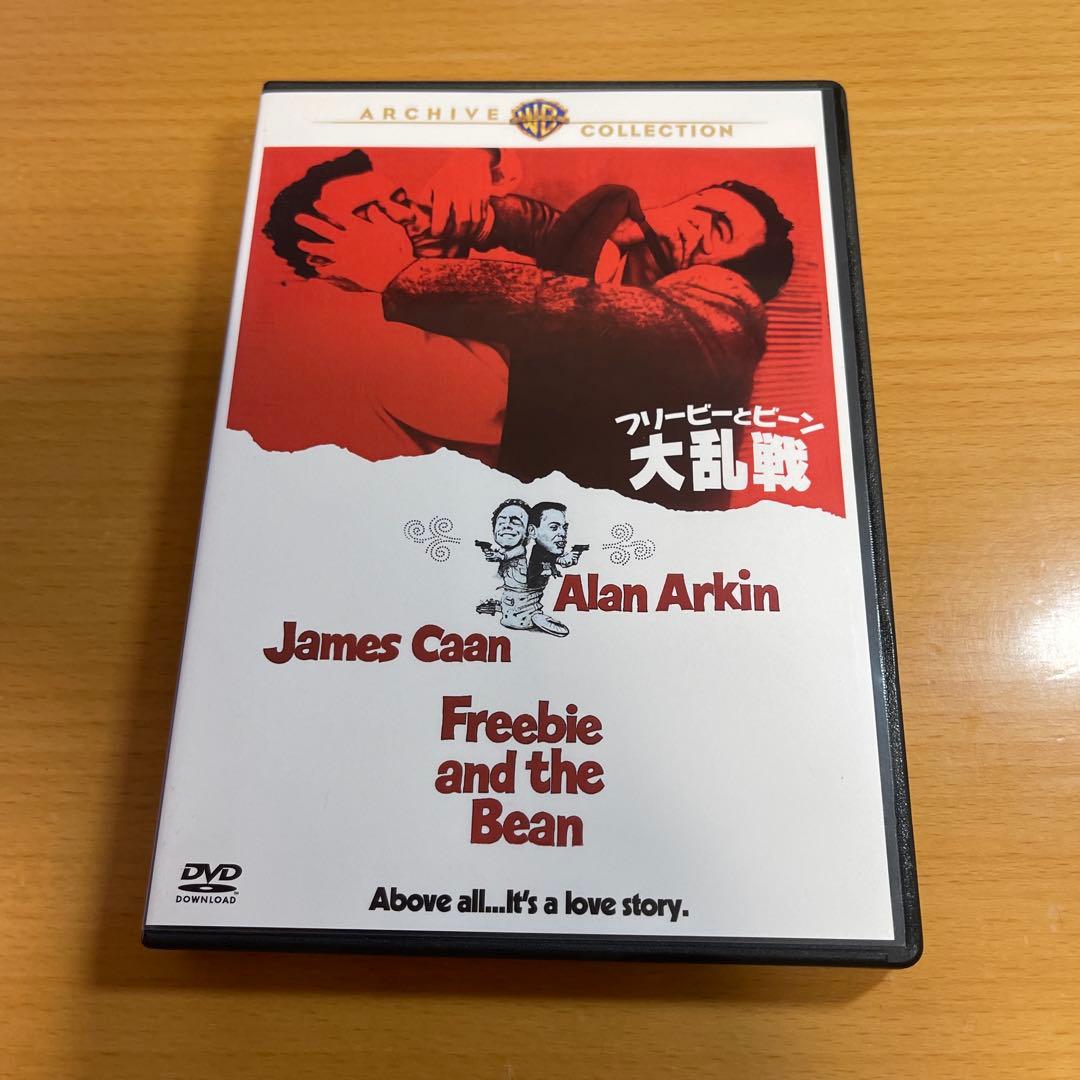 ARCHIVE WB COLLECTION
フリービーとビーン
大乱戦
Alan Arkin
James Caan
Freebie
and the
Bean
DVD
DOWNLOAD
Above all...It's a love story.